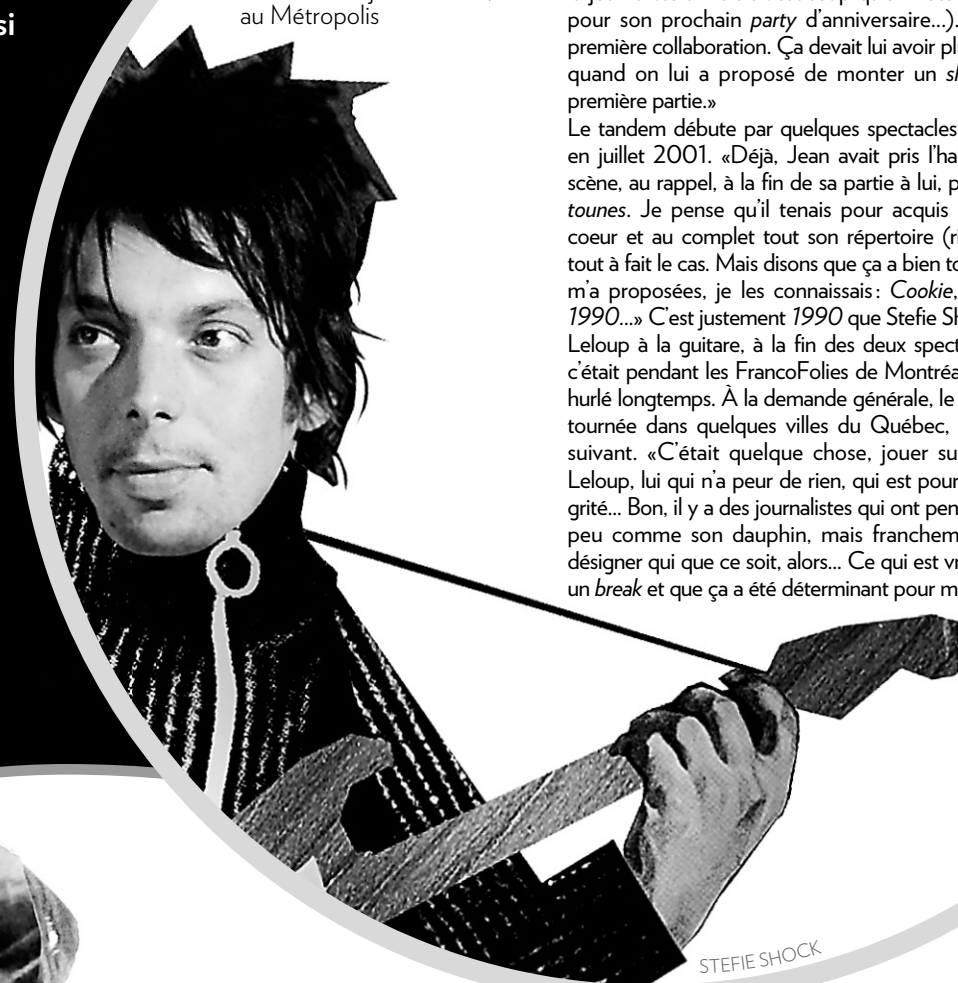 si
au Métropolis
pour son prochain party d'anniversaire...).
première collaboration. Ça devait lui avoir pl
quand on lui a proposé de monter un
première partie.»
Le tandem débute par quelques spectacles
en juillet 2001. «Déjà, Jean avait pris l'ha
scène, au rappel, à la fin de sa partie à lui, p
tounes. Je pense qu'il tenais pour acquis
coeur et au complet tout son répertoire (ri
tout à fait le cas. Mais disons que ça a bien to
m'a proposées, je les connaissais : Cookie,
1990...» C'est justement 1990 que Stefie Sh
Leloup à la guitare, à la fin des deux spect
c'était pendant les FrancoFolies de Montréa
hurlé longtemps. À la demande générale, le
tournée dans quelques villes du Québec,
suivant. «C'était quelque chose, jouer su
Leloup, lui qui n'a peur de rien, qui est pour
grité... Bon, il y a des journalistes qui ont pen
peu comme son dauphin, mais franchem
désigner qui que ce soit, alors... Ce qui est vr
un break et que ça a été déterminant pour m
STEFIE SHOCK